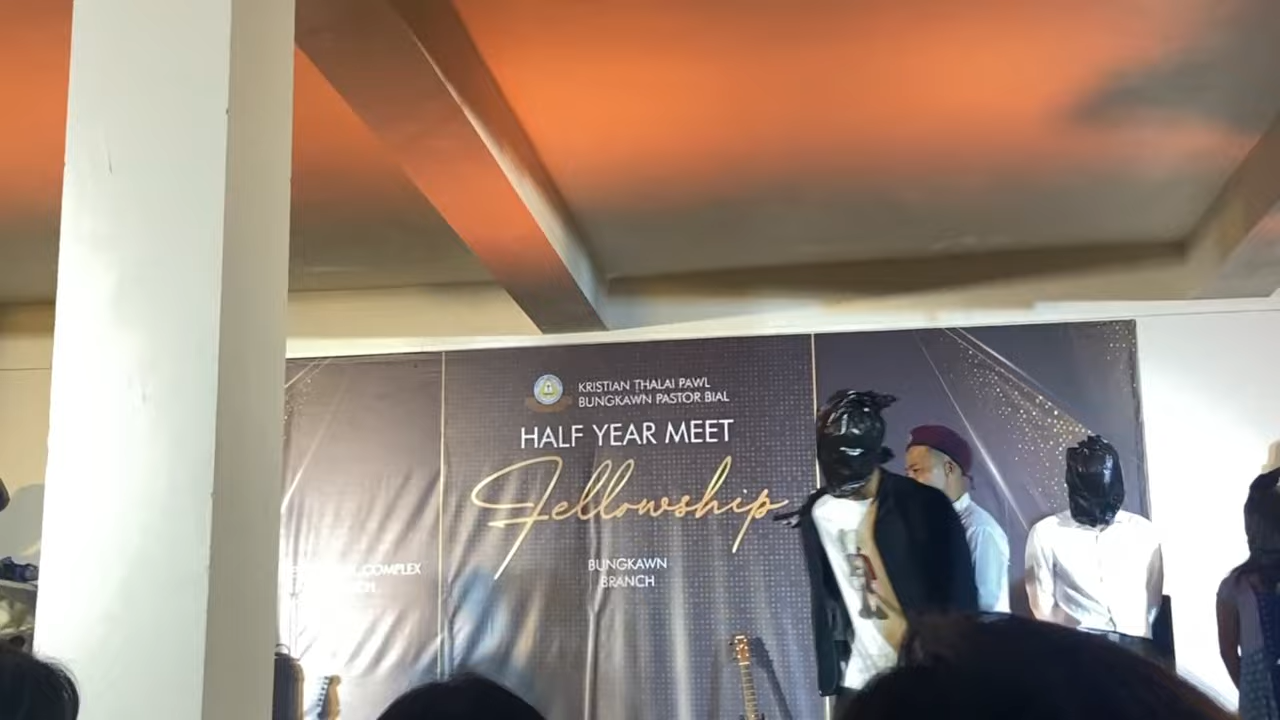 KRISTIAN THALAI PAWL
BUNGKAWN PASTOR BIAL
HALF YEAR MEET
Fellowship
BUNGKAWN
BRANCH
COMPLEX